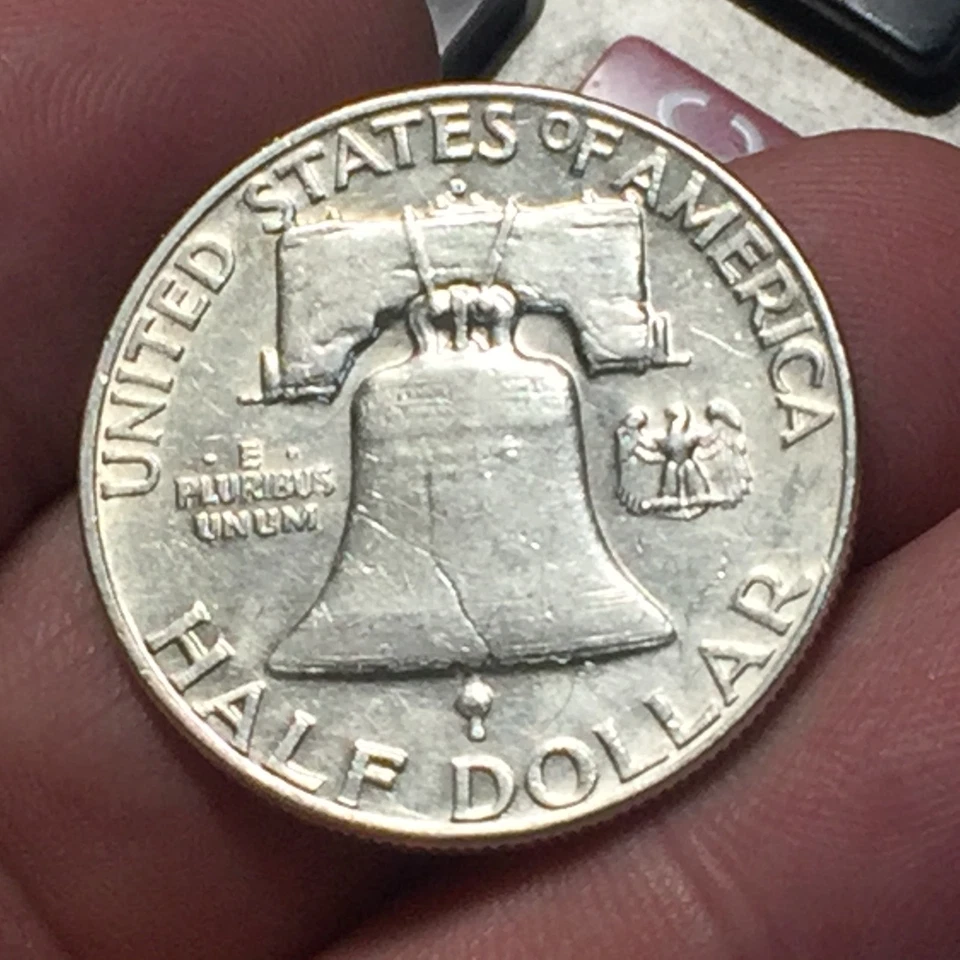 UNITED STATES OF AMERICA
D
· E ·
PLURIBUS
UNUM
HALF DOLLAR